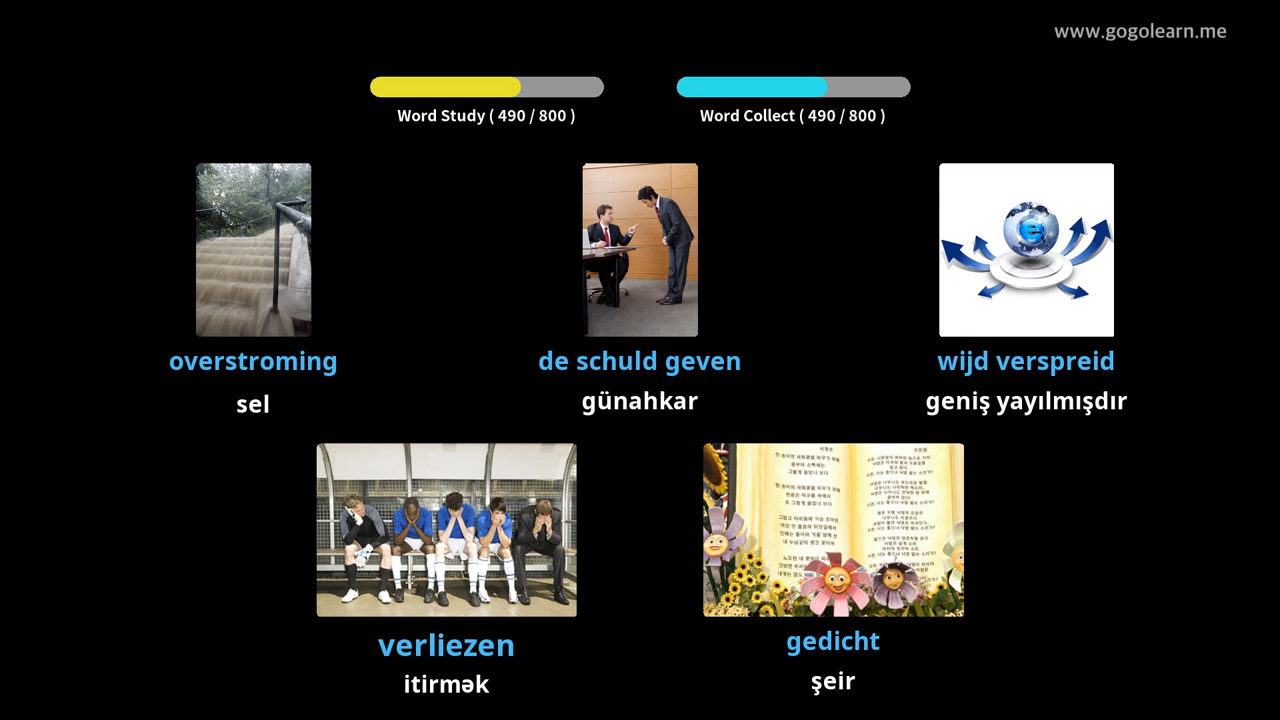 www.gogolearn.me
Word Study ( 490 / 800 )
Word Collect ( 490 / 800 )
overstroming
de schuld geven
wijd verspreid
sel
günahkar
geniş yayılmışdır
verliezen
gedicht
itirmək
şeir